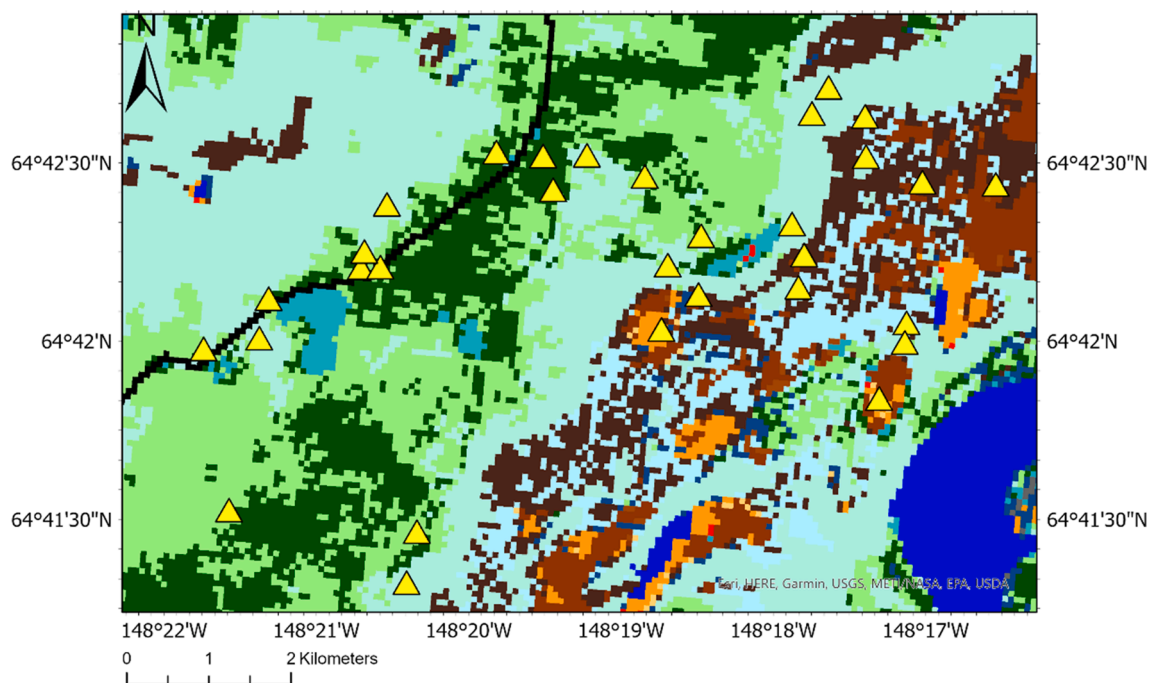 N
64°42'30"N
64°42'30"N
64°42'N
64°42'N
64°41'30"N
64°41'30"N
Esri, HERE, Garmin, USGS, METI/NASA, EPA, USDA
148°22'W 148°21'W 148°20'W 148°19'W 148°18'W 148°17'W
0 1 2 Kilometers